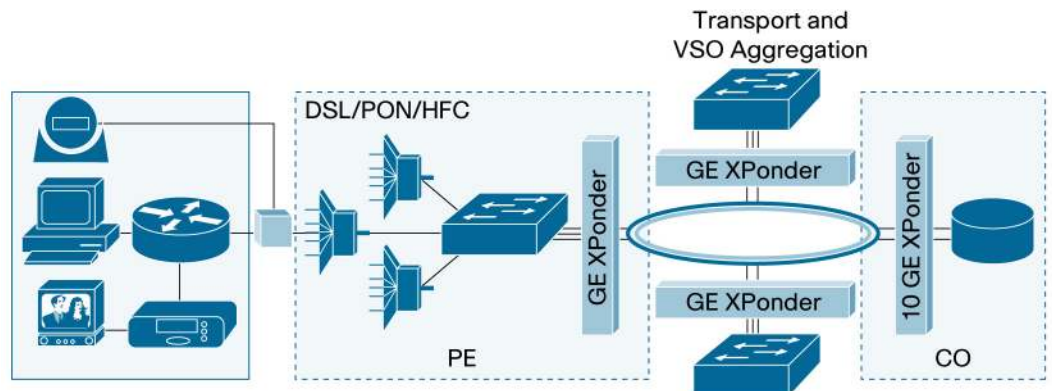 Transport and
VSO Aggregation
DSL/PON/HFC
GE XPonder
GE XPonder
GE XPonder
10 GE XPonder
PE
CO